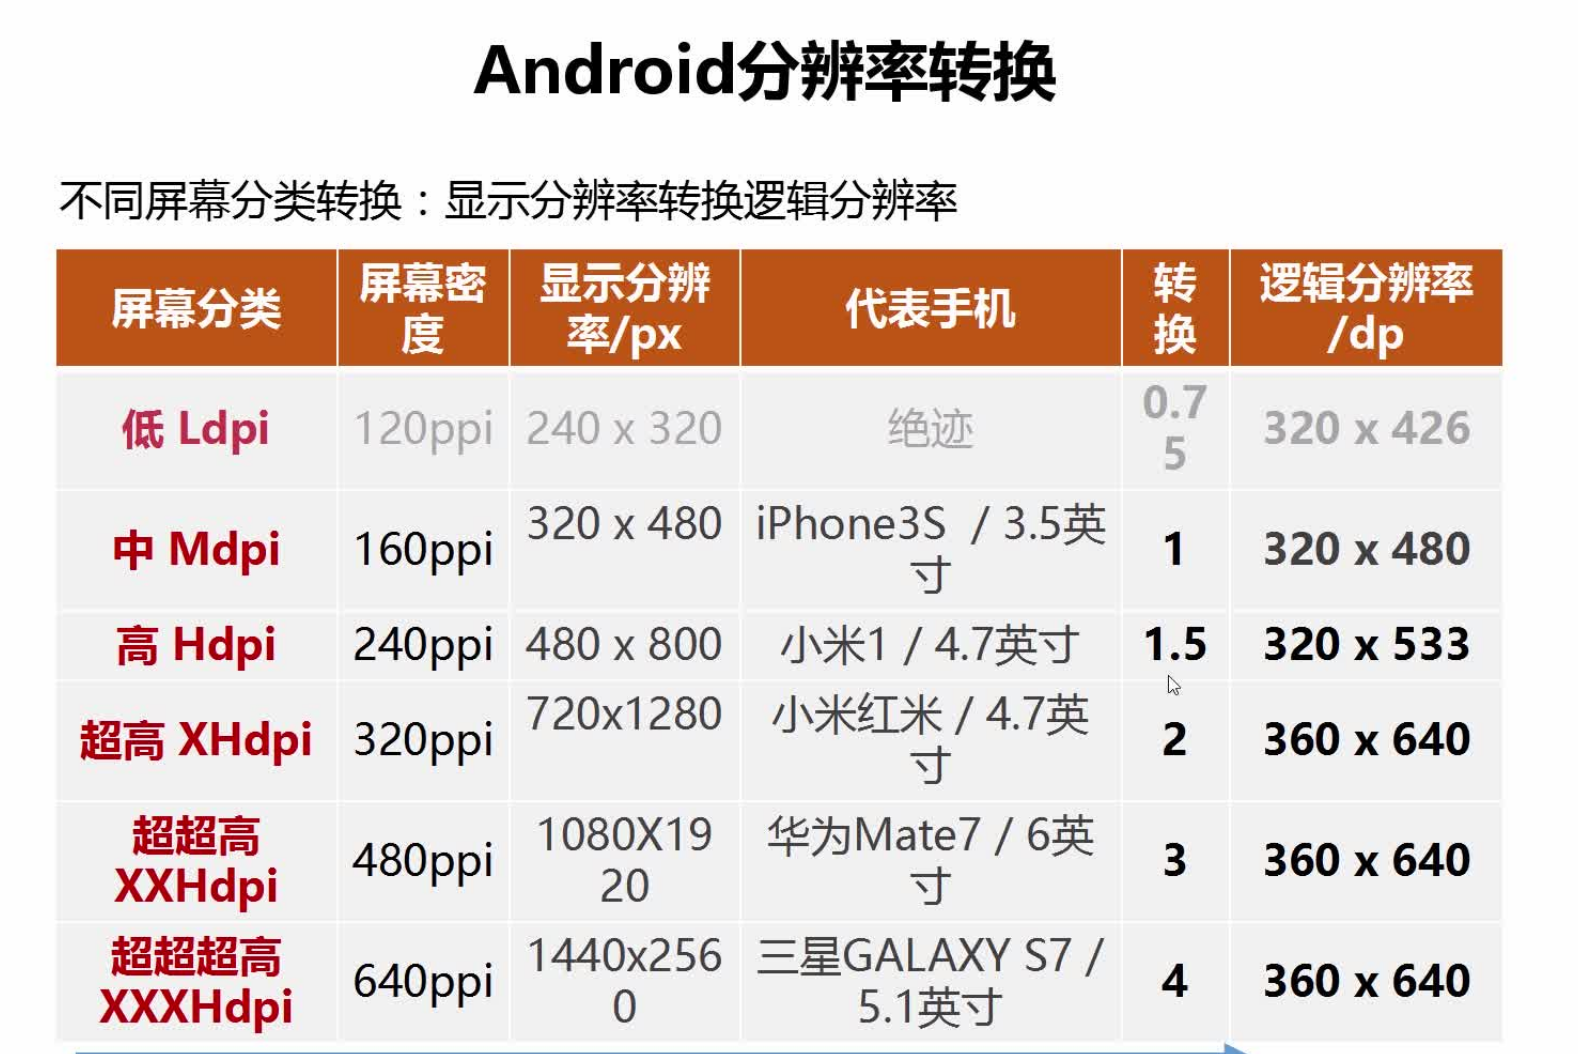 Android分辨率转换
不同屏幕分类转换：显示分辨率转换逻辑分辨率
屏幕分类 屏幕密 显示分辨 代表手机 转 逻辑分辨率
度 率/px 换 /dp
低 Ldpi 120ppi 240 x 320 绝迹 0.7 320 x 426
5
中 Mdpi 160ppi 320 x 480 iPhone3S / 3.5英 1 320 x 480
寸
高 Hdpi 240ppi 480 x 800 小米1 / 4.7英寸 1.5 320 x 533
超高 XHdpi 320ppi 720x1280 小米红米 / 4.7英 2 360 x 640
寸
超超高 480ppi 1080X19 华为Mate7 / 6英 3 360 x 640
XXHdpi 20 寸
超超超高 640ppi 1440x256 三星GALAXY S7 / 4 360 x 640
XXXHdpi 0 5.1英寸